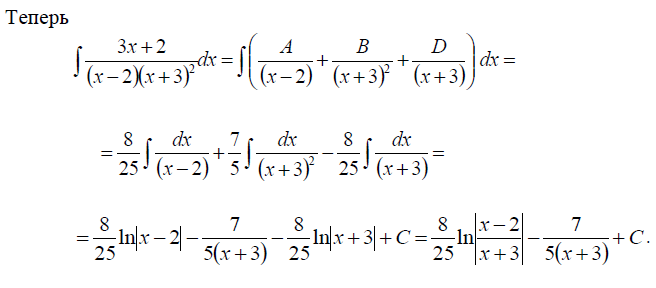 Теперь
∫ (3x + 2)/((x − 2)(x + 3)²) dx = ∫ (A/(x − 2) + B/(x + 3)² + D/(x + 3)) dx =
= 8/25 ∫ dx/(x − 2) + 7/5 ∫ dx/(x + 3)² − 8/25 ∫ dx/(x + 3) =
= 8/25 ln|x − 2| − 7/(5(x + 3)) − 8/25 ln|x + 3| + C = 8/25 ln|(x − 2)/(x + 3)| − 7/(5(x + 3)) + C.